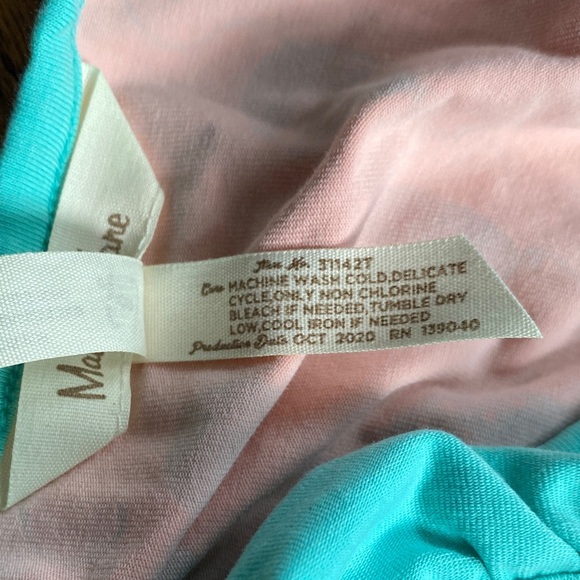 Item No. 311427
Care MACHINE WASH COLD,DELICATE
CYCLE,ONLY NON CHLORINE
BLEACH IF NEEDED,TUMBLE DRY
LOW,COOL IRON IF NEEDED
Production Date OCT 2020 RN 139040